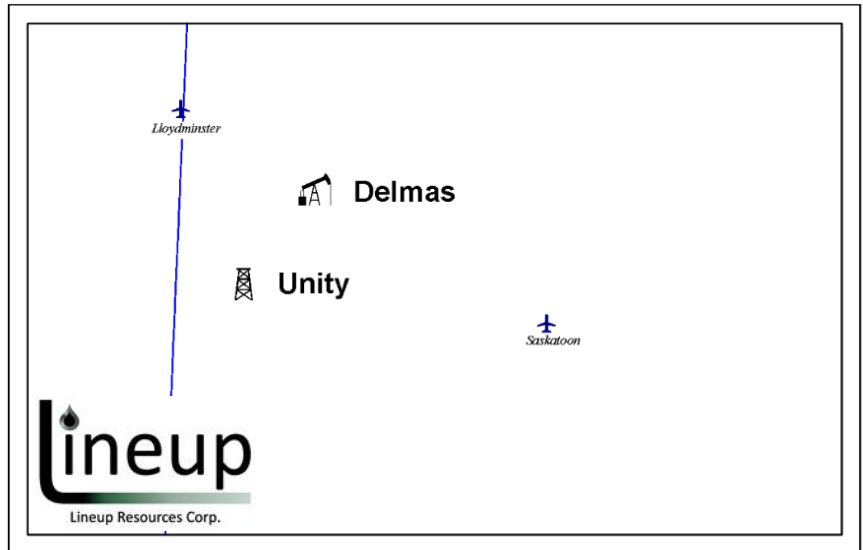 Lloydminster
Delmas
Unity
Saskatoon
Lineup
Lineup Resources Corp.